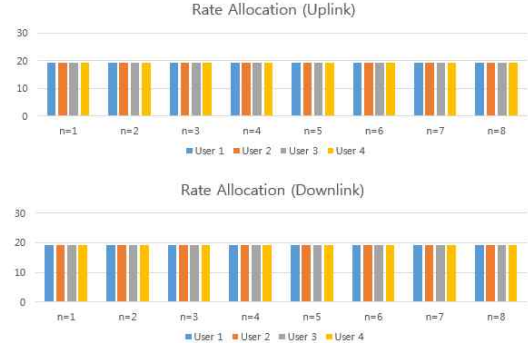 Rate Allocation (Uplink)
30
20
10
0
n=1 n=2 n=3 n=4 n=5 n=6 n=7 n=8
User 1 User 2 User 3 User 4
Rate Allocation (Downlink)
30
20
10
0
n=1 n=2 n=3 n=4 n=5 n=6 n=7 n=8
User 1 User 2 User 3 User 4